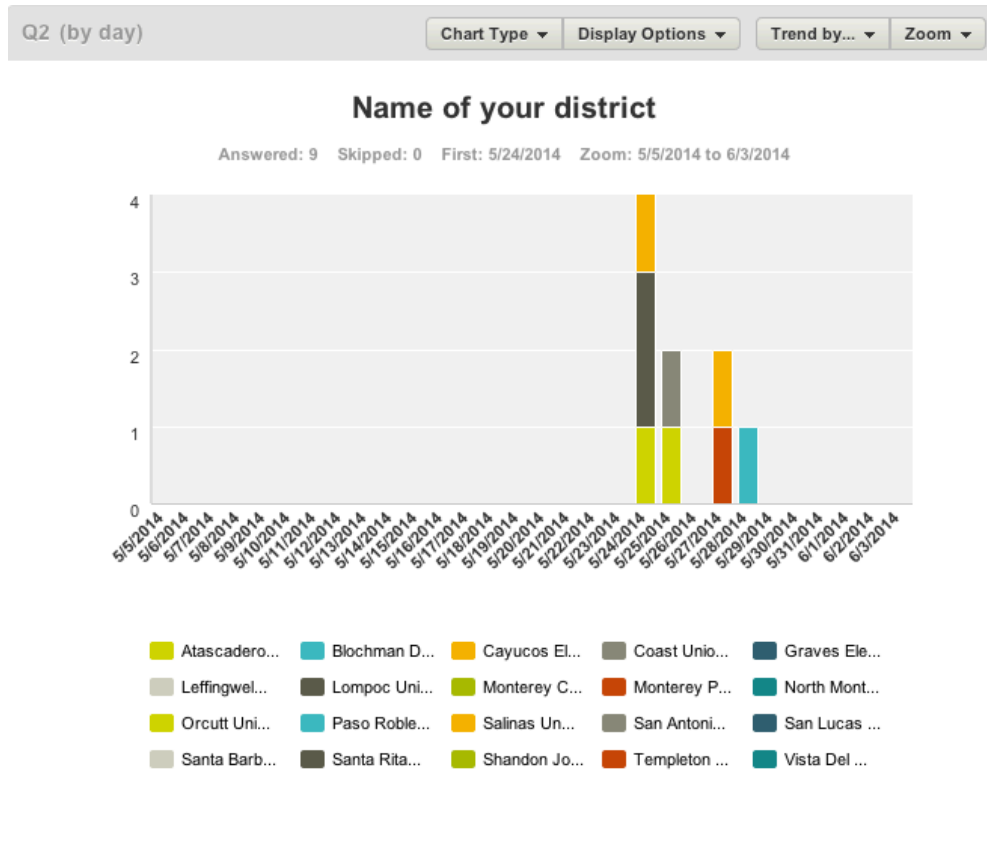 Q2 (by day) Chart Type Display Options Trend by... Zoom
Name of your district
Answered: 9 Skipped: 0 First: 5/24/2014 Zoom: 5/5/2014 to 6/3/2014
4
3
2
1
0
5/5/2014 5/6/2014 5/7/2014 5/8/2014 5/9/2014 5/10/2014 5/11/2014 5/12/2014 5/13/2014 5/14/2014 5/15/2014 5/16/2014 5/17/2014 5/18/2014 5/19/2014 5/20/2014 5/21/2014 5/22/2014 5/23/2014 5/24/2014 5/25/2014 5/26/2014 5/27/2014 5/28/2014 5/29/2014 5/30/2014 5/31/2014 6/1/2014 6/2/2014 6/3/2014
Atascadero... Blochman D... Cayucos El... Coast Unio... Graves Ele...
Leffingwel... Lompoc Uni... Monterey C... Monterey P... North Mont...
Orcutt Uni... Paso Roble... Salinas Un... San Antoni... San Lucas ...
Santa Barb... Santa Rita... Shandon Jo... Templeton ... Vista Del ...